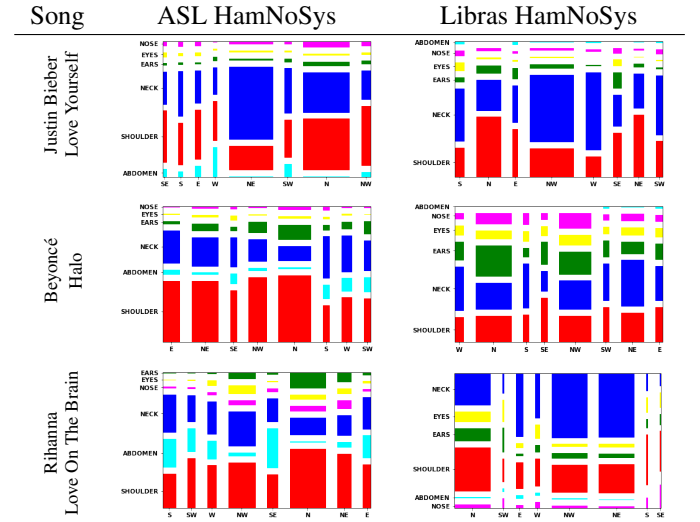 Song ASL HamNoSys Libras HamNoSys
Justin Bieber
Love Yourself
NOSE
EYES
EARS
NECK
SHOULDER
ABDOMEN
SE S E W NE SW N NW
ABDOMEN
NOSE
EYES
EARS
NECK
SHOULDER
S N E NW W SE NE SW
Beyoncé
Halo
NOSE
EYES
EARS
NECK
ABDOMEN
SHOULDER
E NE SE NW N S W SW
ABDOMEN
NOSE
EYES
EARS
NECK
SHOULDER
W N S SE NW SW NE E
Rihanna
Love On The Brain
EARS
EYES
NOSE
NECK
ABDOMEN
SHOULDER
S SW W NW SE N NE E
NECK
EYES
EARS
SHOULDER
ABDOMEN
NOSE
N SW E W NW NE S SE